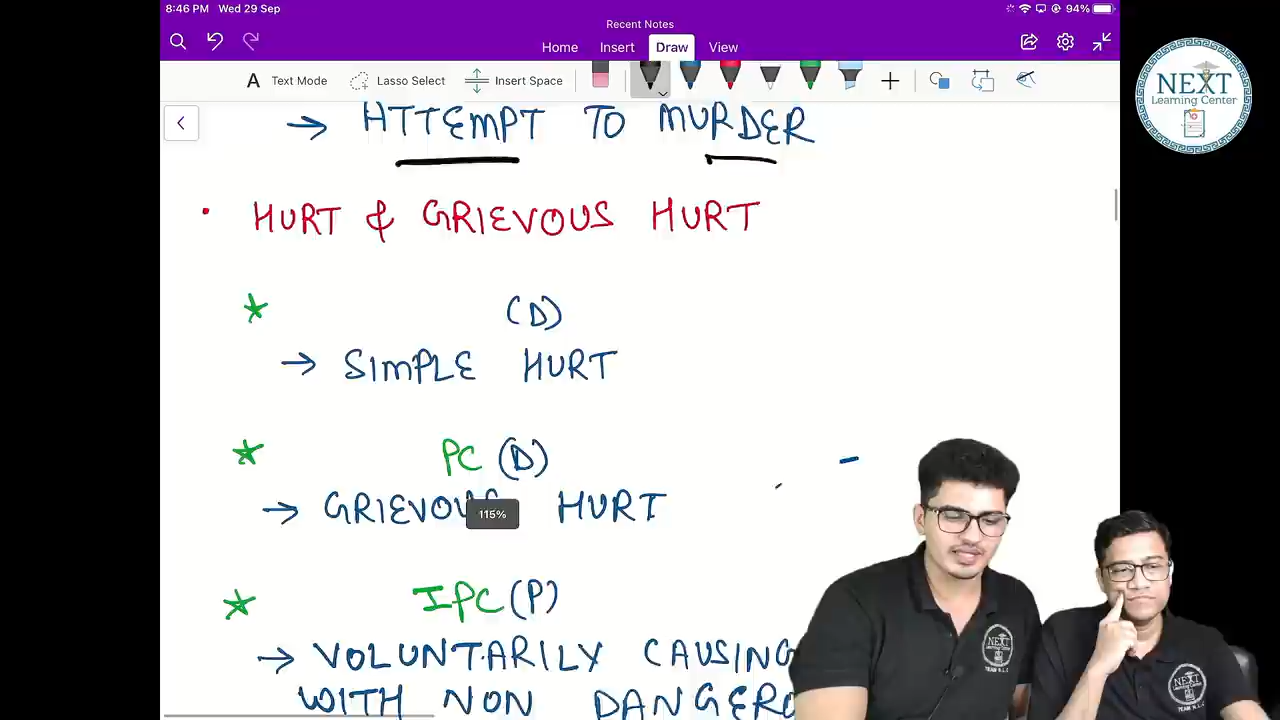 8:46 PM Wed 29 Sep
94%
Recent Notes
Home Insert Draw View
Text Mode Lasso Select Insert Space
→ ATTEMPT TO MURDER
• HURT & GRIEVOUS HURT
(D)
→ SIMPLE HURT
PC (D)
→ GRIEVOUS HURT
115%
IPC (P)
→ VOLUNTARILY CAUSING
WITH NON DANGERO
NEXT
Learning Center